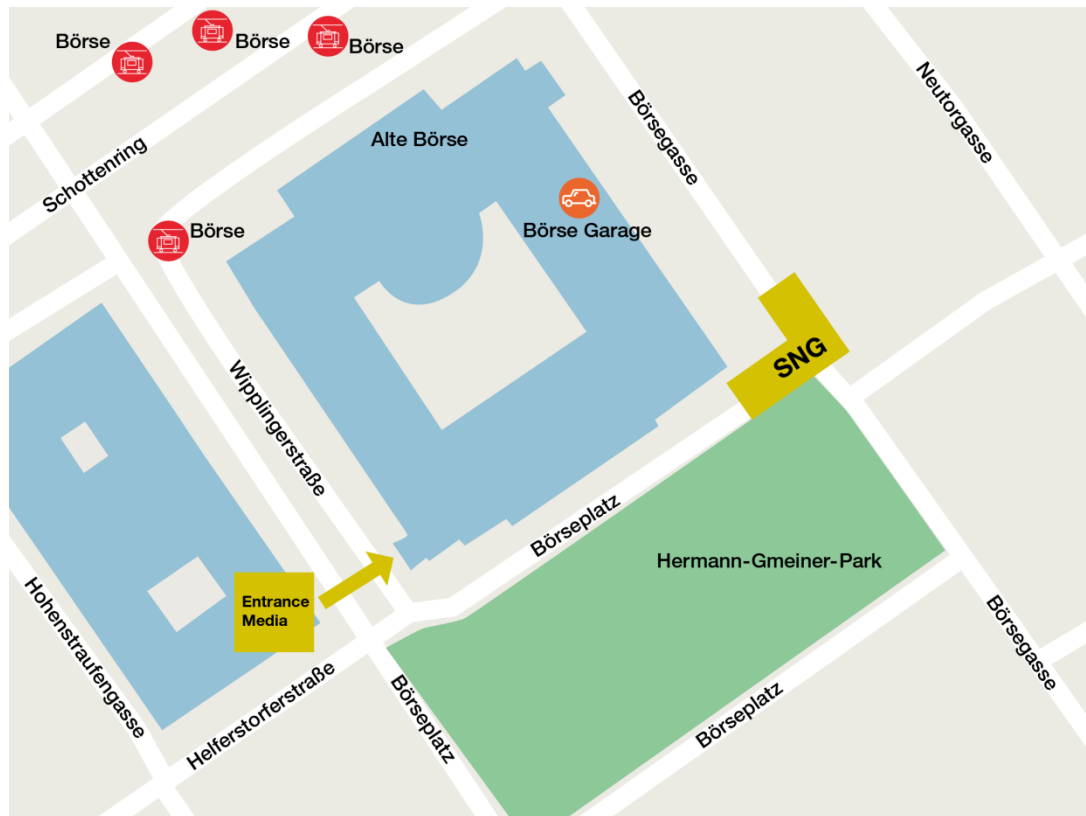 Börse
Börse
Börse
Schottenring
Alte Börse
Börsegasse
Neutorgasse
Börse
Börse Garage
SNG
Wipplingerstraße
Börseplatz
Hermann-Gmeiner-Park
Entrance
Media
Hohenstraufengasse
Helferstorferstraße
Börseplatz
Börseplatz
Börsegasse